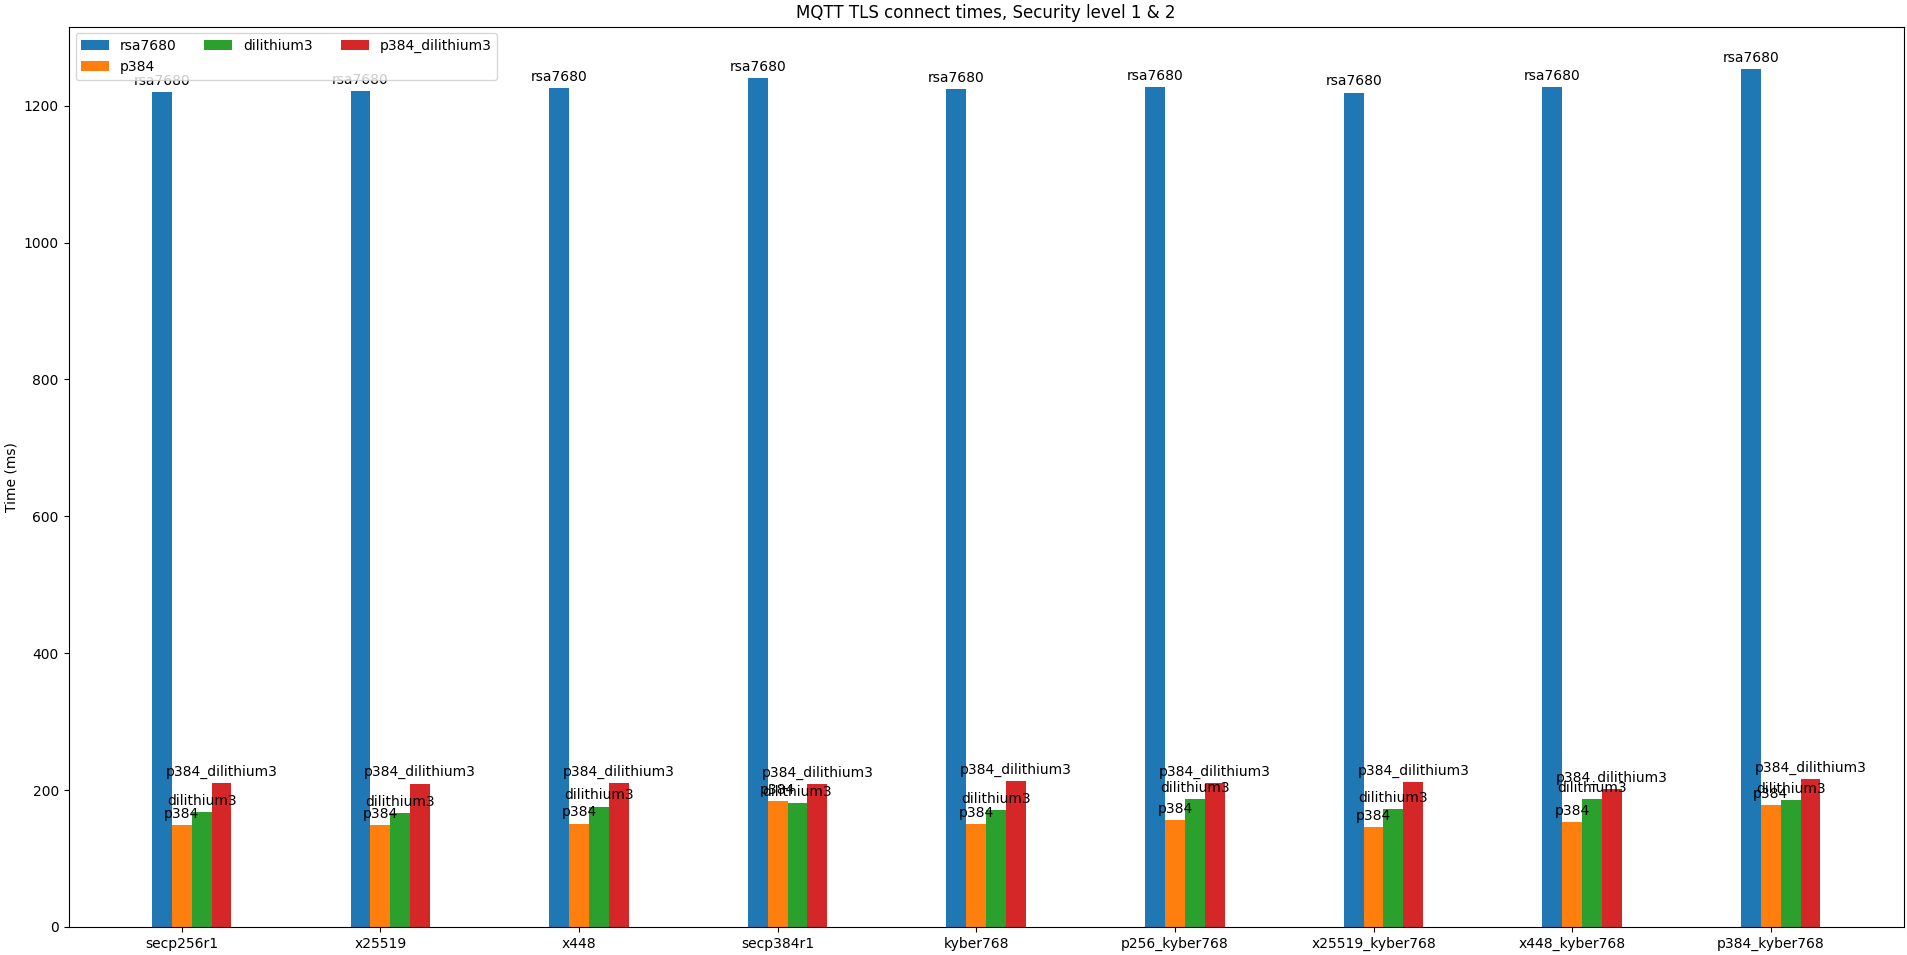 MQTT TLS connect times, Security level 1 & 2
rsa7680 dilithium3 p384_dilithium3
p384
rsa7680 rsa7680 rsa7680 rsa7680 rsa7680 rsa7680 rsa7680 rsa7680 rsa7680
1200
1000
800
600
400
200
0
Time (ms)
p384_dilithium3 p384_dilithium3 p384_dilithium3 p384_dilithium3 p384_dilithium3 p384_dilithium3 p384_dilithium3 p384_dilithium3 p384_dilithium3
dilithium3 dilithium3 dilithium3 dilithium3 dilithium3 dilithium3 dilithium3 dilithium3 dilithium3
p384 p384 p384 p384 p384 p384 p384 p384 p384
secp256r1 x25519 x448 secp384r1 kyber768 p256_kyber768 x25519_kyber768 x448_kyber768 p384_kyber768